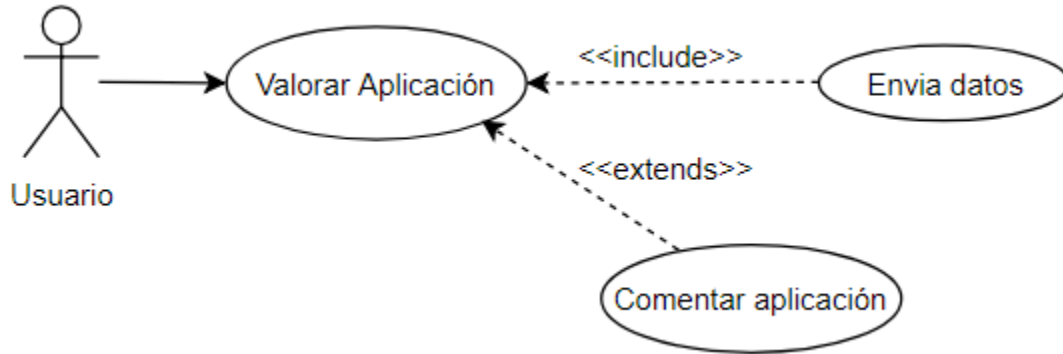 <<include>>
Valorar Aplicación
Envia datos
<<extends>>
Usuario
Comentar aplicación